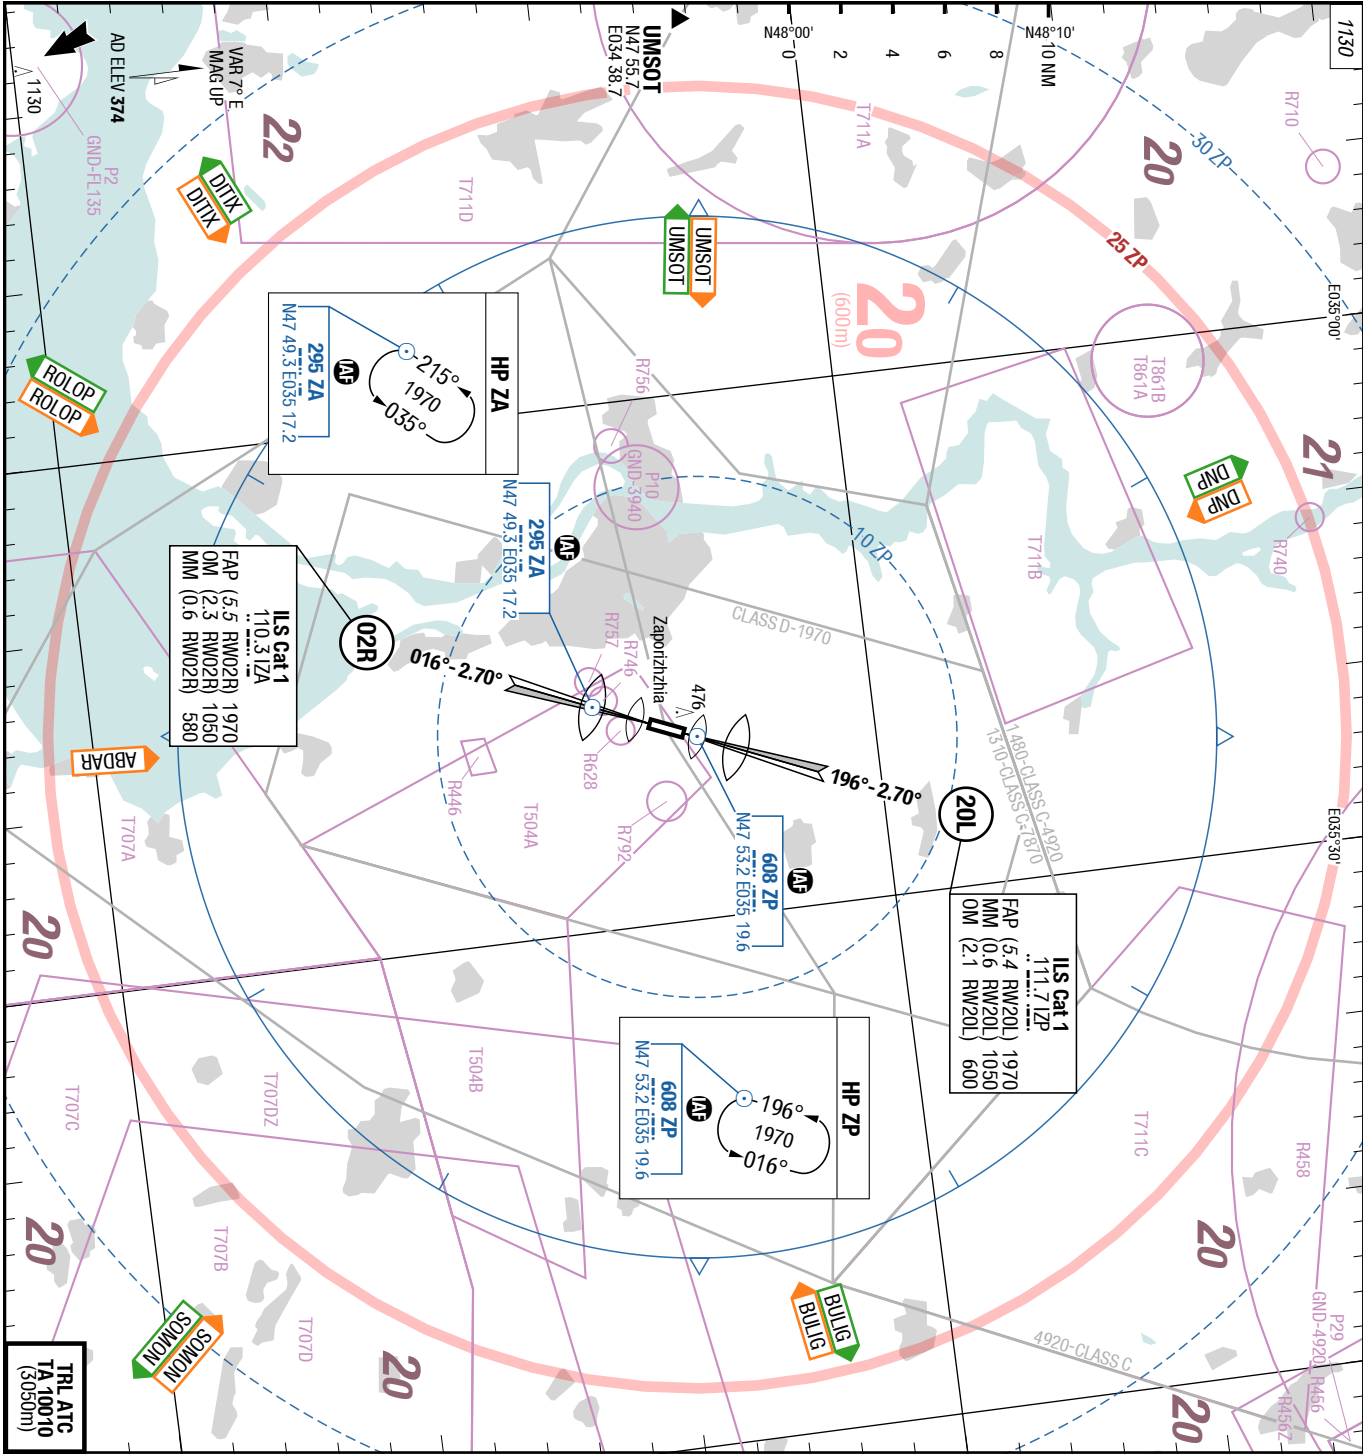 1130
R710
N48°00'
N48°10'
0
2
4
6
8
10 NM
UMSOT
N47 55.7
E034 38.7
VAR 7° E
MAG UP
AD ELEV 374
1130
P2
GND-FL135
22
20
T711A
30 ZP
25 ZP
T711D
DITIX
DITIX
UMSOT
UMSOT
20
(600m)
E035°00'
T861B
T861A
ROLOP
ROLOP
HP ZA
215°
1970
035°
IAF
295 ZA
N47 49.3 E035 17.2
R756
P10
GND-3940
21
DNP
DNP
R740
T711B
10 ZP
295 ZA
N47 49.3 E035 17.2
IAF
CLASS D-1970
ILS Cat 1
110.3 IZA
FAP (5.5 RW02R) 1970
OM (2.3 RW02R) 1050
MM (0.6 RW02R) 580
02R
016°-2.70°
R757
R746
Zaporizhzhia
476
R628
R792
R446
T504A
196°-2.70°
20L
1480-CLASS C-4920
1310-CLASS C-7870
E035°30'
ABDAR
T707A
608 ZP
N47 53.2 E035 19.6
IAF
ILS Cat 1
111.7 IZP
FAP (5.4 RW20L) 1970
MM (0.6 RW20L) 1050
OM (2.1 RW20L) 600
20
T707C
T707DZ
T504B
HP ZP
196°
1970
016°
IAF
608 ZP
N47 53.2 E035 19.6
T711C
R458
20
T707B
20
SOMON
SOMON
T707D
20
BULIG
BULIG
4920-CLASS C
P29
GND-4920
R456
R456Z
20
TRL ATC
TA 10010
(3050m)